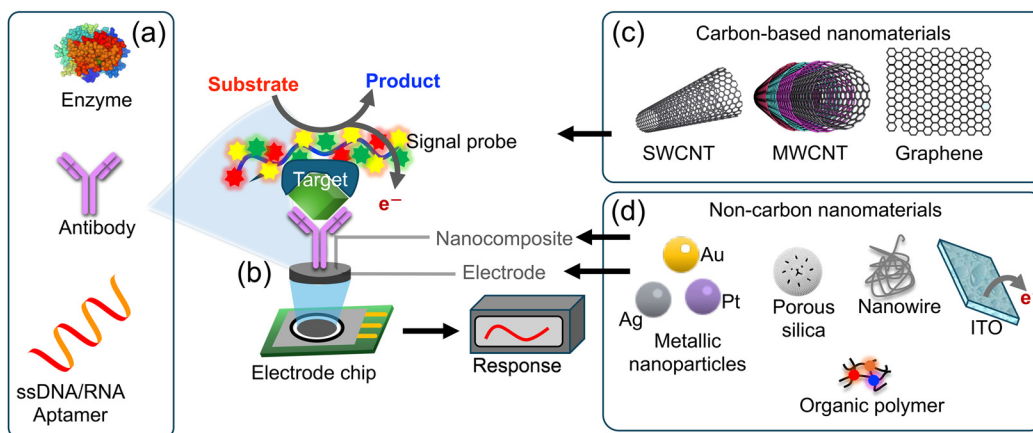 (a)
Enzyme
Antibody
ssDNA/RNA
Aptamer
Substrate
Product
Signal probe
Target
e⁻
Nanocomposite
(b)
Electrode
Electrode chip
Response
(c)
Carbon-based nanomaterials
SWCNT
MWCNT
Graphene
(d)
Non-carbon nanomaterials
Au
Ag
Pt
Metallic
nanoparticles
Porous
silica
Nanowire
e
ITO
Organic polymer